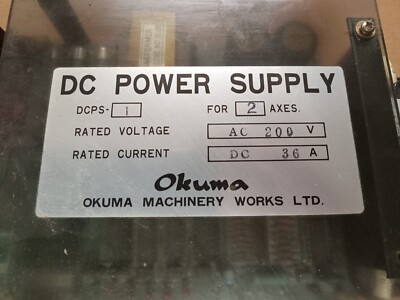 DC POWER SUPPLY
DCPS- 1 FOR 2 AXES.
RATED VOLTAGE AC 200 V
RATED CURRENT DC 36 A
Okuma
OKUMA MACHINERY WORKS LTD.